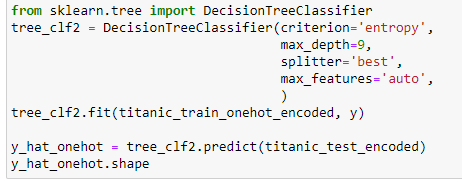 from sklearn.tree import DecisionTreeClassifier
tree_clf2 = DecisionTreeClassifier(criterion='entropy',
                                   max_depth=9,
                                   splitter='best',
                                   max_features='auto',
                                   )
tree_clf2.fit(titanic_train_onehot_encoded, y)

y_hat_onehot = tree_clf2.predict(titanic_test_encoded)
y_hat_onehot.shape